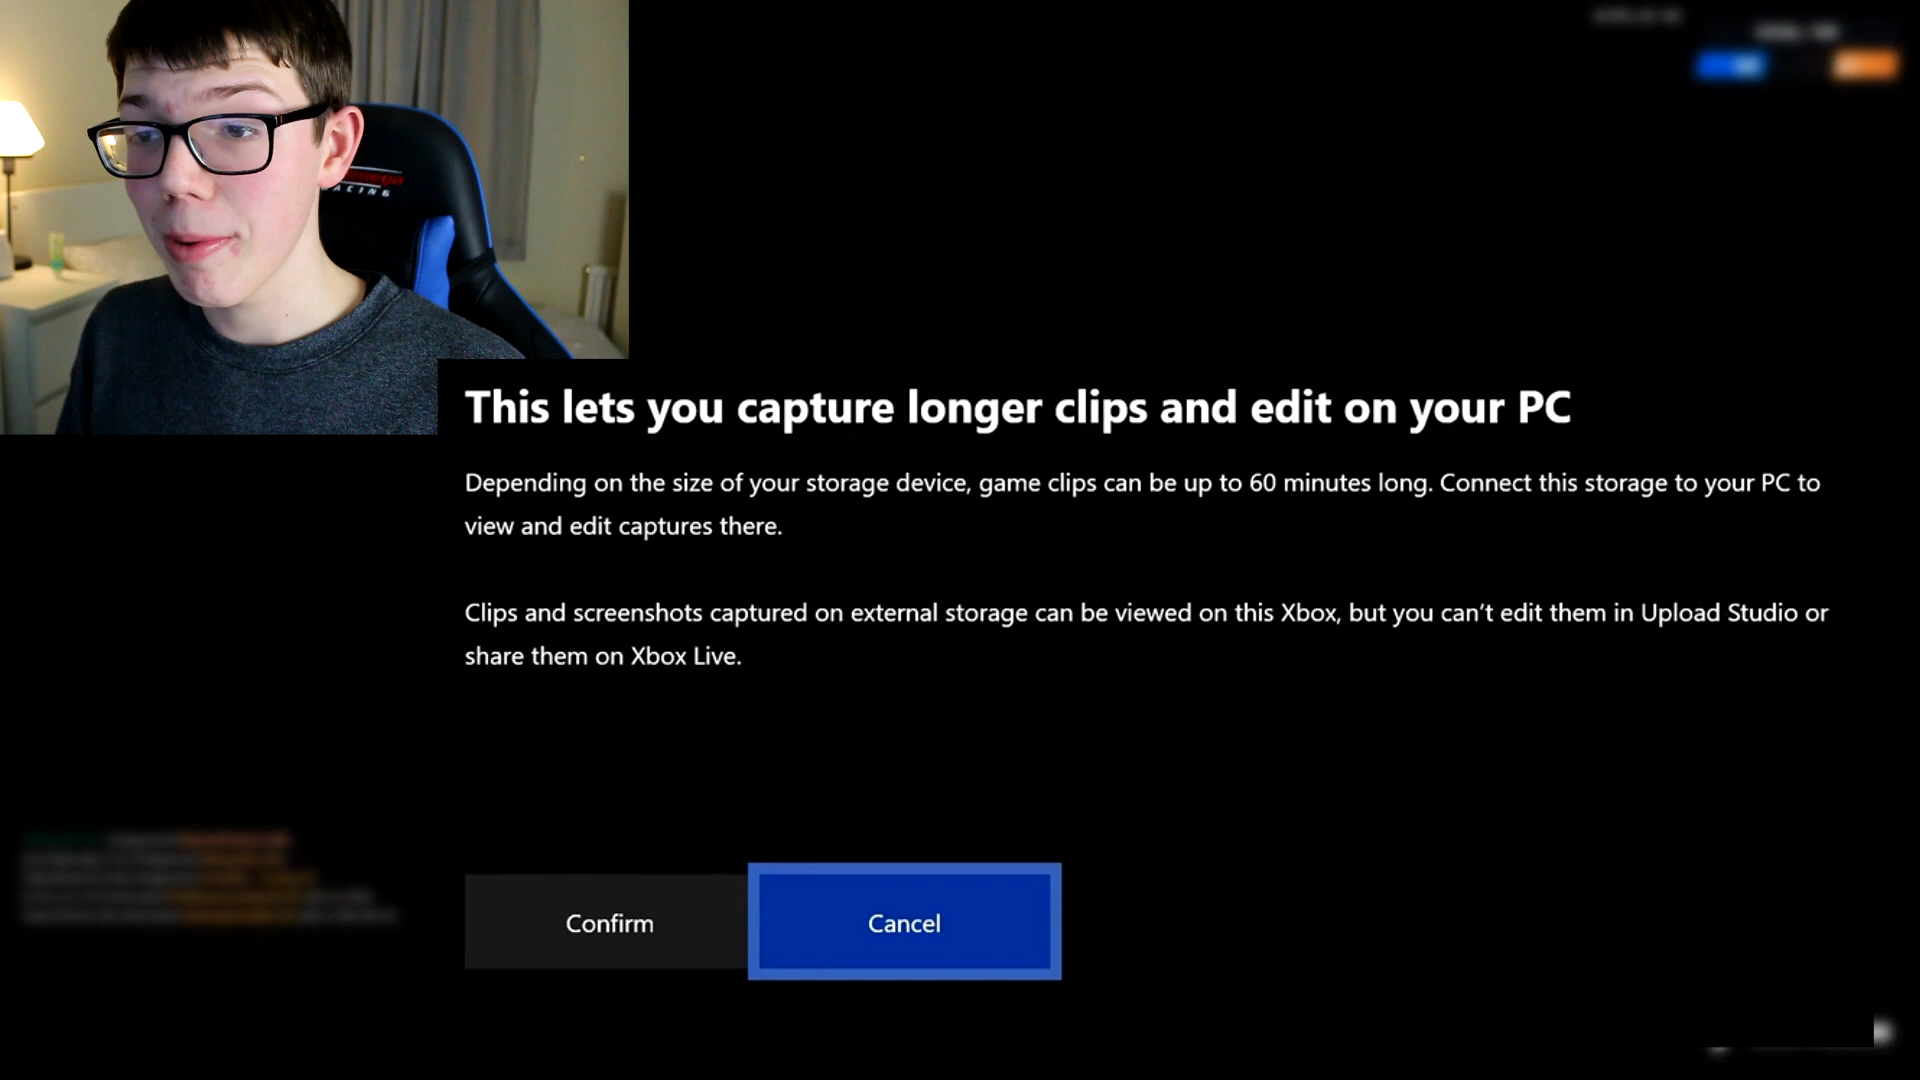 ACING
This lets you capture longer clips and edit on your PC
Depending on the size of your storage device, game clips can be up to 60 minutes long. Connect this storage to your PC to
view and edit captures there.
Clips and screenshots captured on external storage can be viewed on this Xbox, but you can't edit them in Upload Studio or
share them on Xbox Live.
Confirm
Cancel